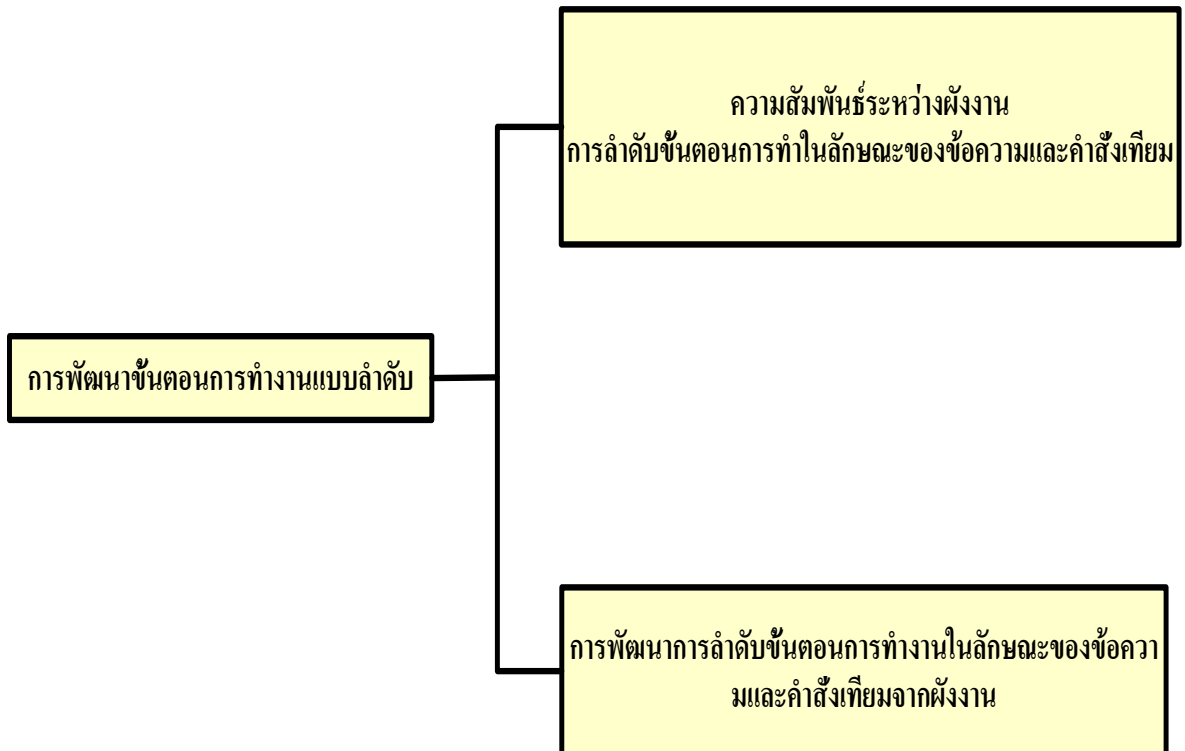 ความสัมพันธ์ระหว่างผังงาน
การลำดับขั้นตอนการทำในลักษณะของข้อความและคำสั่งเทียม
การพัฒนาขั้นตอนการทำงานแบบลำดับ
การพัฒนาการลำดับขั้นตอนการทำงานในลักษณะของข้อควา
มและคำสั่งเทียมจากผังงาน